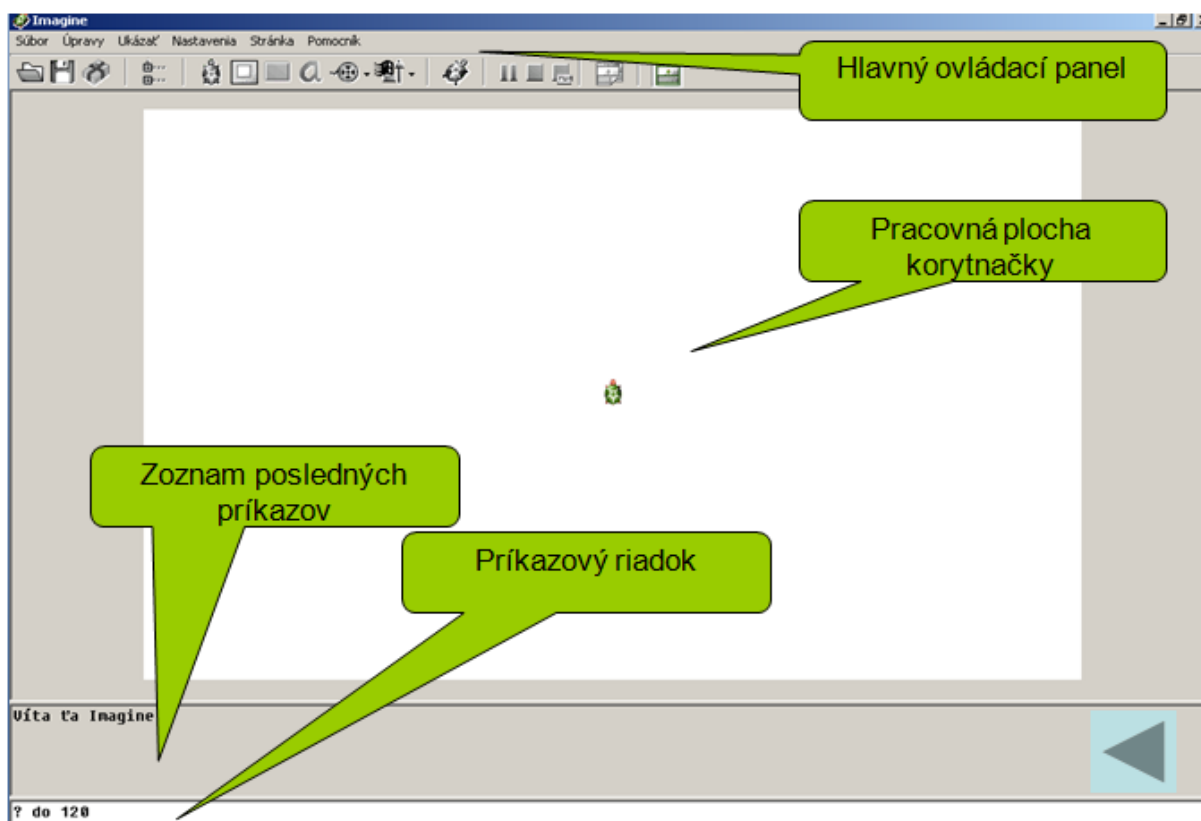 Imagine
Súbor Úpravy Ukázať Nastavenia Stránka Pomocník
Hlavný ovládací panel
Pracovná plocha
korytnačky
Zoznam posledných
príkazov
Príkazový riadok
Víta ťa Imagine
? do 120